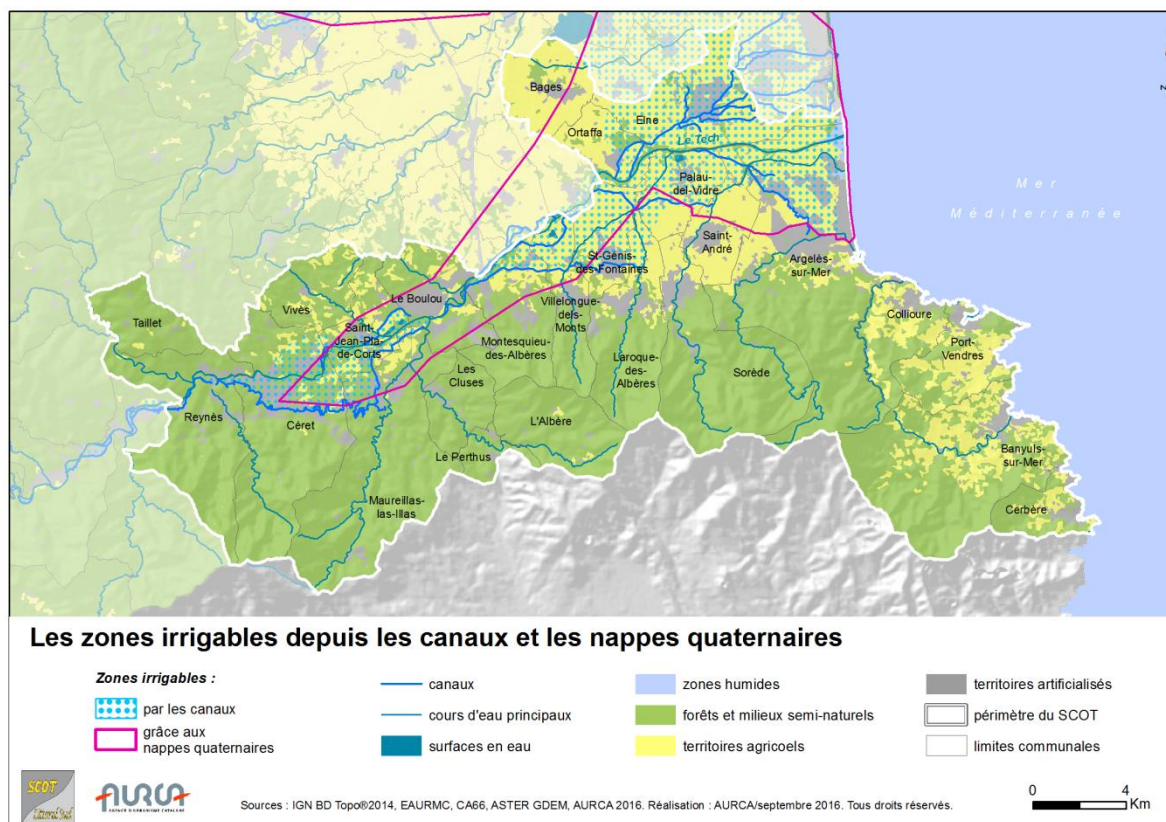 Bages
Ortaffa
Elne
Le Tech
Palau-
del-Vidre
Mer
Méditerranée
Saint-
André
Argelès-
sur-Mer
St-Génis-
des-Fontaines
Le Boulou
Vivès
Taillet
Saint-
Jean-Pla-
de-Corts
Villelongue-
dels-
Monts
Montesquieu-
des-Albères
Laroque-
des-
Albères
Les
Cluses
Sorède
Collioure
Port-
Vendres
Reynès
Céret
L'Albère
Le Perthus
Maureillas-
las-Illas
Banyuls-
sur-Mer
Cerbère
Les zones irrigables depuis les canaux et les nappes quaternaires
Zones irrigables :
par les canaux
grâce aux
nappes quaternaires
canaux
cours d'eau principaux
surfaces en eau
zones humides
forêts et milieux semi-naturels
territoires agricoels
territoires artificialisés
périmètre du SCOT
limites communales
SCOT
Littoral Sud
AURCA
AGENCE D'URBANISME CATALANE
Sources : IGN BD Topo®2014, EAURMC, CA66, ASTER GDEM, AURCA 2016. Réalisation : AURCA/septembre 2016. Tous droits réservés.
0 4
Km